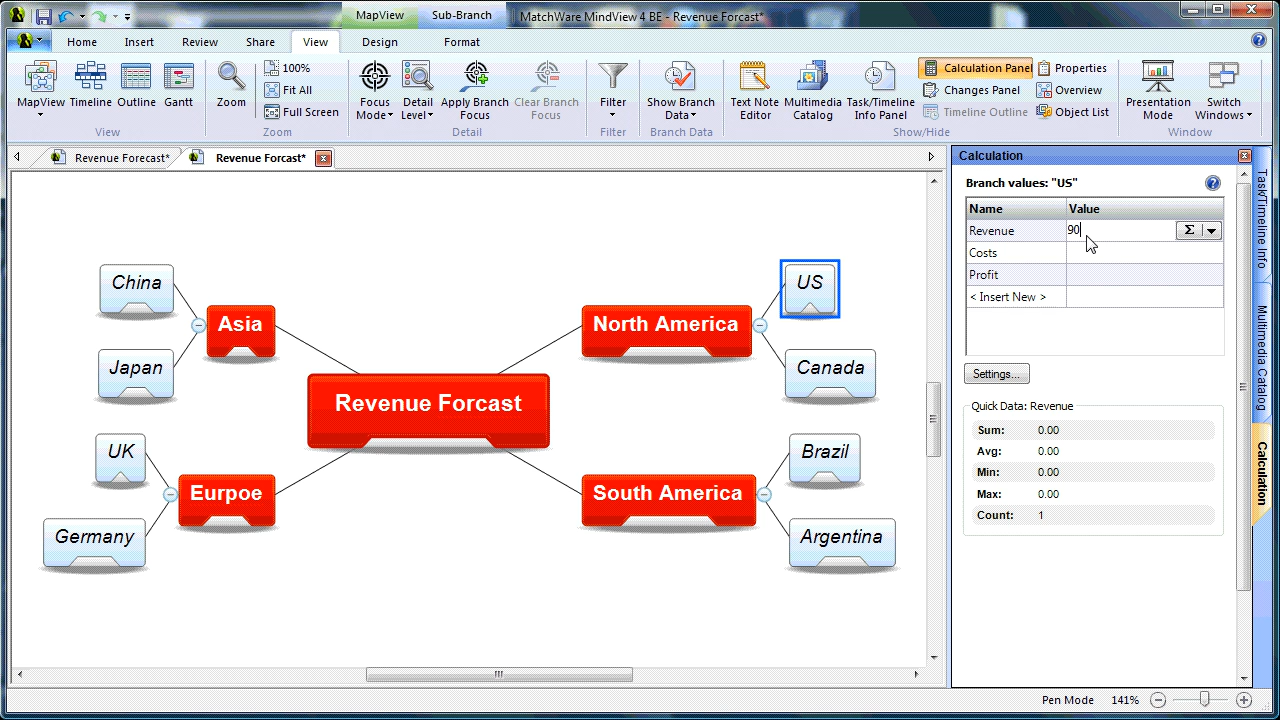 MapView
Sub-Branch
MatchWare MindView 4 BE - Revenue Forcast*
Home
Insert
Review
Share
View
Design
Format
MapView
Timeline
Outline
Gantt
View
Zoom
100%
Fit All
Full Screen
Zoom
Focus
Mode
Detail
Level
Apply Branch
Focus
Clear Branch
Focus
Detail
Filter
Filter
Show Branch
Data
Branch Data
Text Note
Editor
Multimedia
Catalog
Task/Timeline
Info Panel
Calculation Panel
Changes Panel
Timeline Outline
Properties
Overview
Object List
Show/Hide
Presentation
Mode
Switch
Windows
Window
Revenue Forecast*
Revenue Forcast*
China
Asia
Japan
UK
Eurpoe
Germany
Revenue Forcast
North America
US
Canada
South America
Brazil
Argentina
Calculation
Branch values: "US"
Name Value
Revenue 90 Σ
Costs
Profit
< Insert New >
Settings...
Quick Data: Revenue
Sum: 0.00
Avg: 0.00
Min: 0.00
Max: 0.00
Count: 1
Task/Timeline Info
Multimedia Catalog
Calculation
Pen Mode 141%